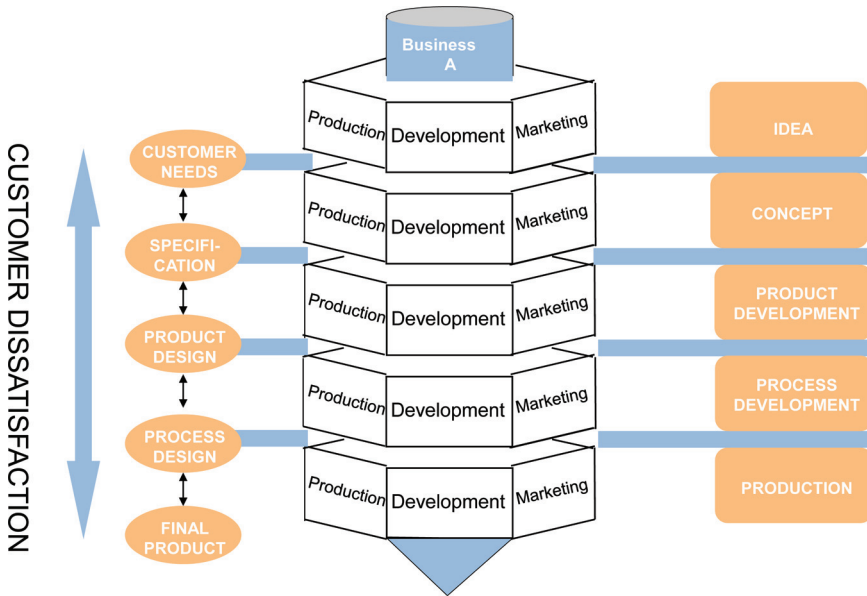 Business
A
Production
Development
Marketing
IDEA
CUSTOMER
NEEDS
Production
Development
Marketing
CONCEPT
SPECIFI-
CATION
Production
Development
Marketing
PRODUCT
DEVELOPMENT
PRODUCT
DESIGN
Production
Development
Marketing
PROCESS
DEVELOPMENT
PROCESS
DESIGN
Production
Development
Marketing
PRODUCTION
FINAL
PRODUCT
CUSTOMER DISSATISFACTION